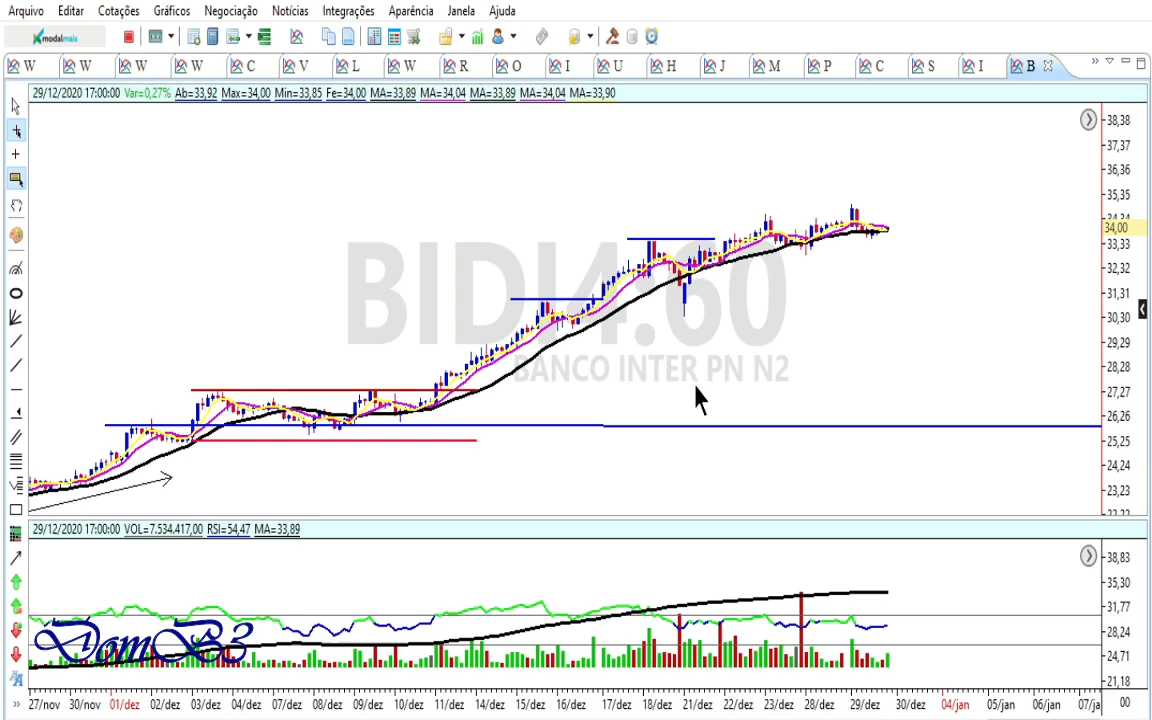 Arquivo Editar Cotações Gráficos Negociação Notícias Integrações Aparência Janela Ajuda
modalmais
W W W W C V L W R O I U H J M P C S I B
29/12/2020 17:00:00 Var=0,27% Ab=33,92 Max=34,00 Min=33,85 Fe=34,00 MA=33,89 MA=34,04 MA=33,89 MA=34,04 MA=33,90
38,38
37,37
36,36
35,35
34,34
34,00
33,33
32,32
31,31
30,30
29,29
28,28
27,27
26,26
25,25
24,24
23,23
22,22
BIDI4:60
BANCO INTER PN N2
29/12/2020 17:00:00 VOL=7.534.417,00 RSI=54,47 MA=33,89
38,83
35,30
31,77
28,24
24,71
21,18
DomB3
27/nov 30/nov 01/dez 02/dez 03/dez 04/dez 07/dez 08/dez 09/dez 10/dez 11/dez 14/dez 15/dez 16/dez 17/dez 18/dez 21/dez 22/dez 23/dez 28/dez 29/dez 30/dez 04/jan 05/jan 06/jan 07/ja 00